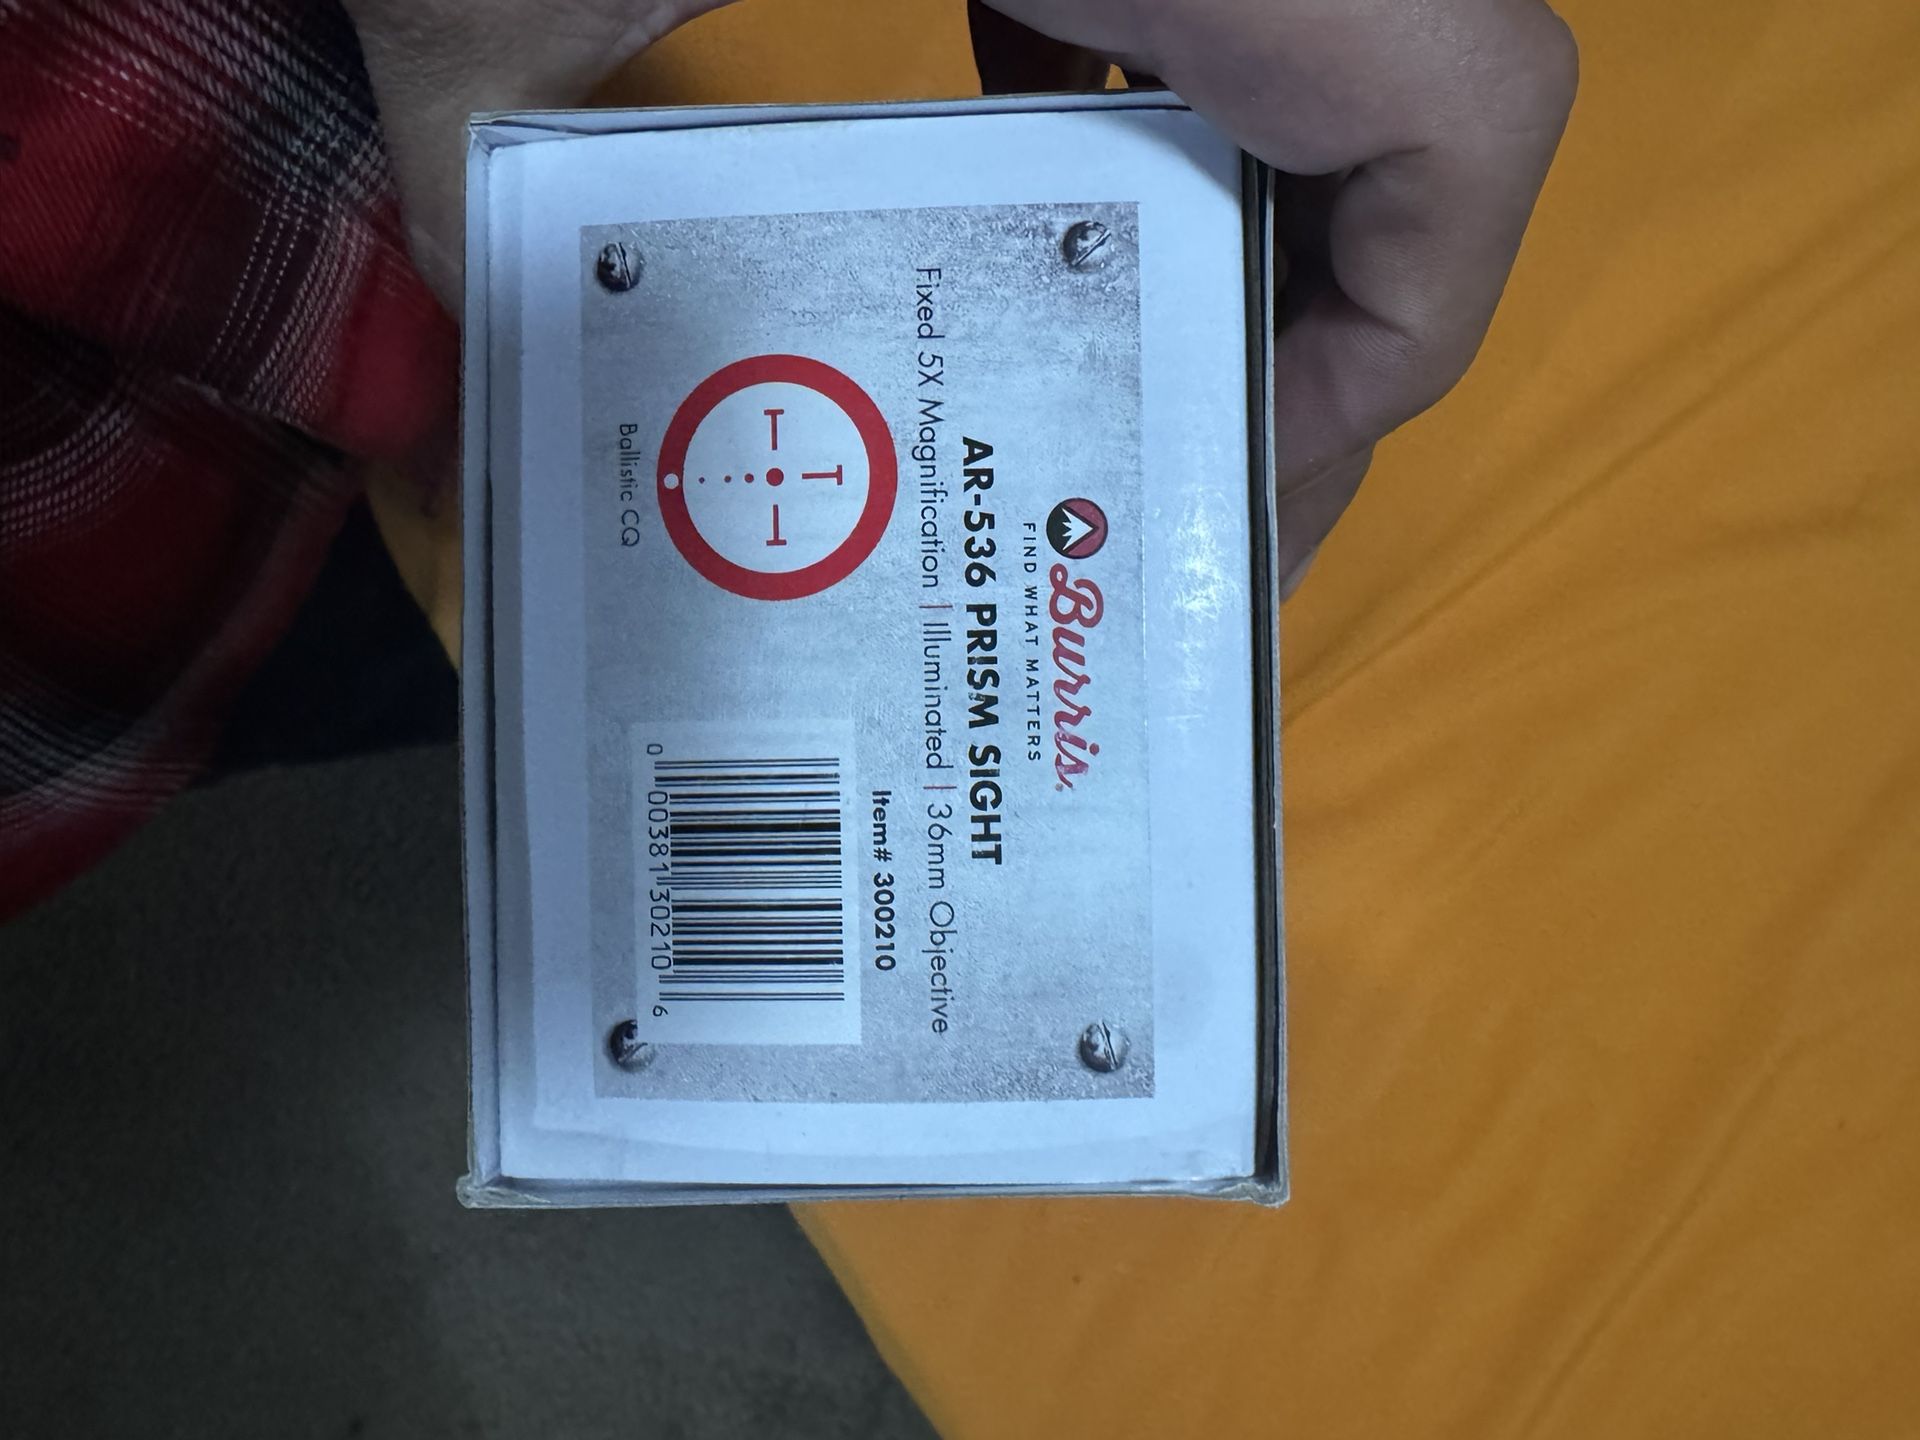 Burris.
FIND WHAT MATTERS
AR-536 PRISM SIGHT
Fixed 5X Magnification | Illuminated | 36mm Objective
Item# 300210
0 00381 30210 6
Ballistic CQ